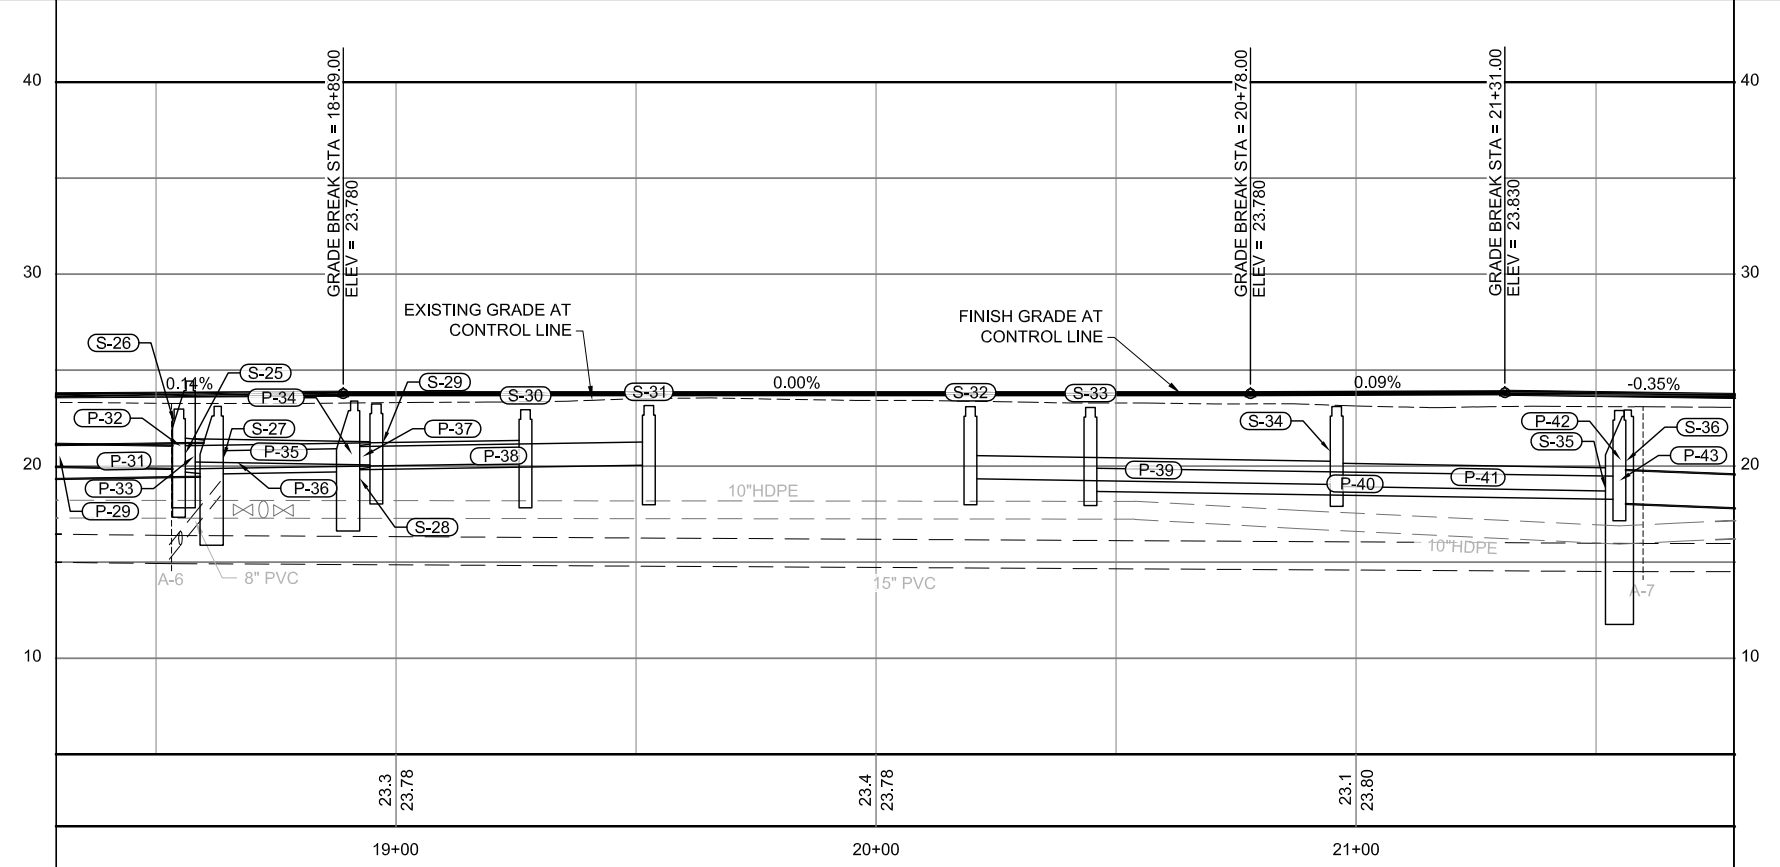 GRADE BREAK STA = 18+89.00
ELEV = 23.780
GRADE BREAK STA = 20+78.00
ELEV = 23.780
GRADE BREAK STA = 21+31.00
ELEV = 23.830
40
40
30
30
EXISTING GRADE AT
CONTROL LINE
FINISH GRADE AT
CONTROL LINE
S-26
0.14%
S-25
S-29
0.00%
0.09%
-0.35%
P-34
S-30
S-31
S-32
S-33
P-32
S-27
P-37
S-34
P-42
S-36
S-35
P-35
P-38
P-43
20
20
P-31
P-39
P-41
P-33
P-36
P-40
10"HDPE
P-29
S-28
10"HDPE
A-6
8" PVC
15" PVC
A-7
10
10
23.3
23.78
23.4
23.78
23.1
23.80
19+00
20+00
21+00